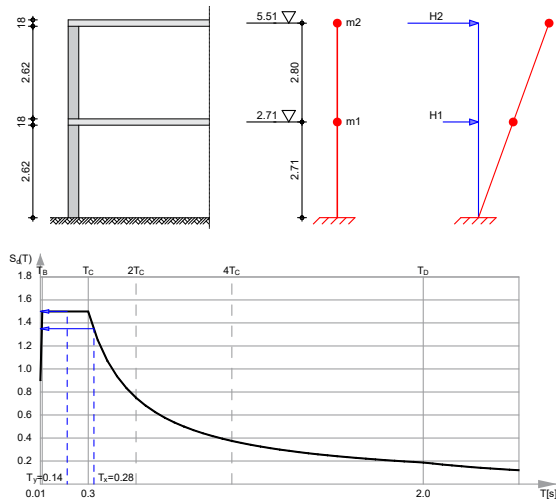 18
2.62
18
2.62
5.51
m2
2.80
2.71
m1
2.71
H2
H1
Sd(T)
TB
TC
2TC
4TC
TD
1.8
1.6
1.4
1.2
1.0
0.8
0.6
0.4
0.2
Ty=0.14
Tx=0.28
0.01
0.3
2.0
T[s]